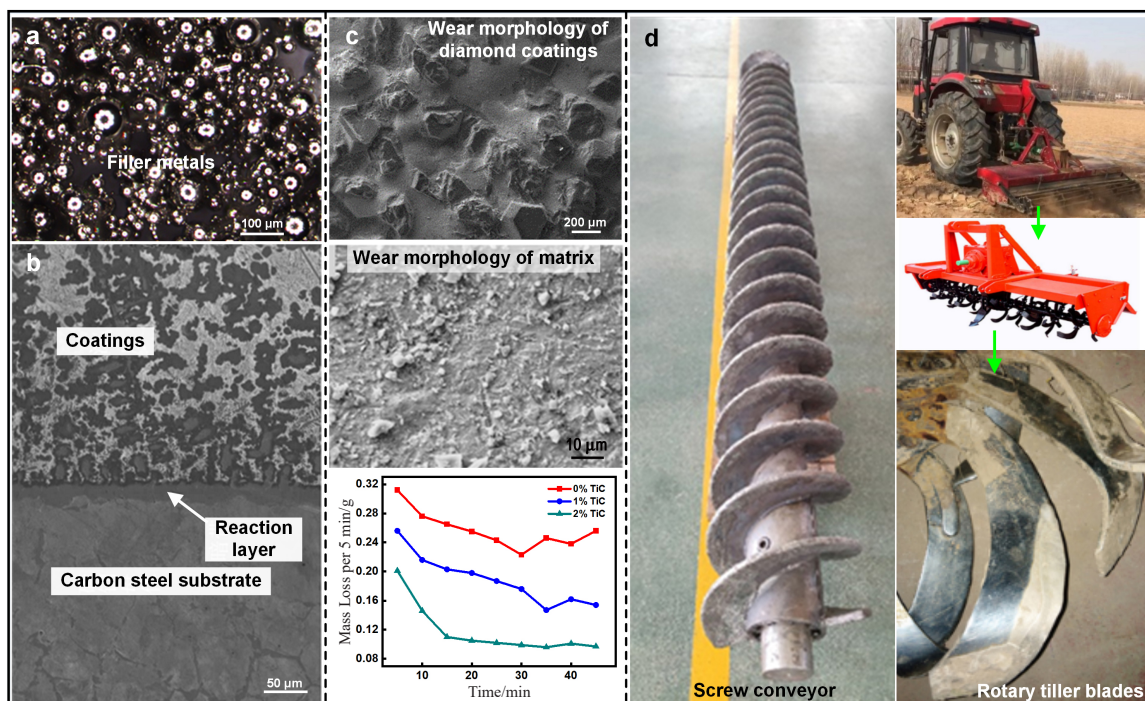 a
Filler metals
100 μm
b
Coatings
Reaction
layer
Carbon steel substrate
50 μm
c
Wear morphology of
diamond coatings
200 μm
Wear morphology of matrix
10 μm
Mass Loss per 5 min/g
0.32
0.28
0.24
0.20
0.16
0.12
0.08
0% TiC
1% TiC
2% TiC
10 20 30 40
Time/min
d
Screw conveyor
Rotary tiller blades